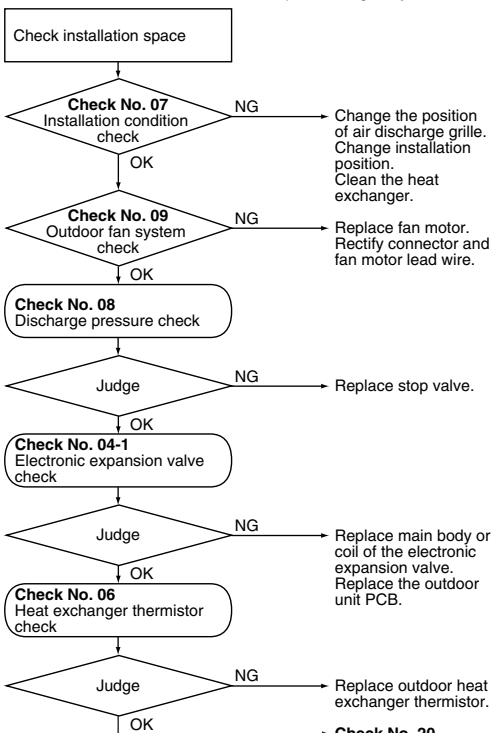 Check installation space
Check No. 07
Installation condition
check
NG
Change the position
of air discharge grille.
Change installation
position.
Clean the heat
exchanger.
OK
Check No. 09
Outdoor fan system
check
NG
Replace fan motor.
Rectify connector and
fan motor lead wire.
OK
Check No. 08
Discharge pressure check
Judge
NG
Replace stop valve.
OK
Check No. 04-1
Electronic expansion valve
check
Judge
NG
Replace main body or
coil of the electronic
expansion valve.
Replace the outdoor
unit PCB.
OK
Check No. 06
Heat exchanger thermistor
check
Judge
NG
Replace outdoor heat
exchanger thermistor.
OK
Check No. 20